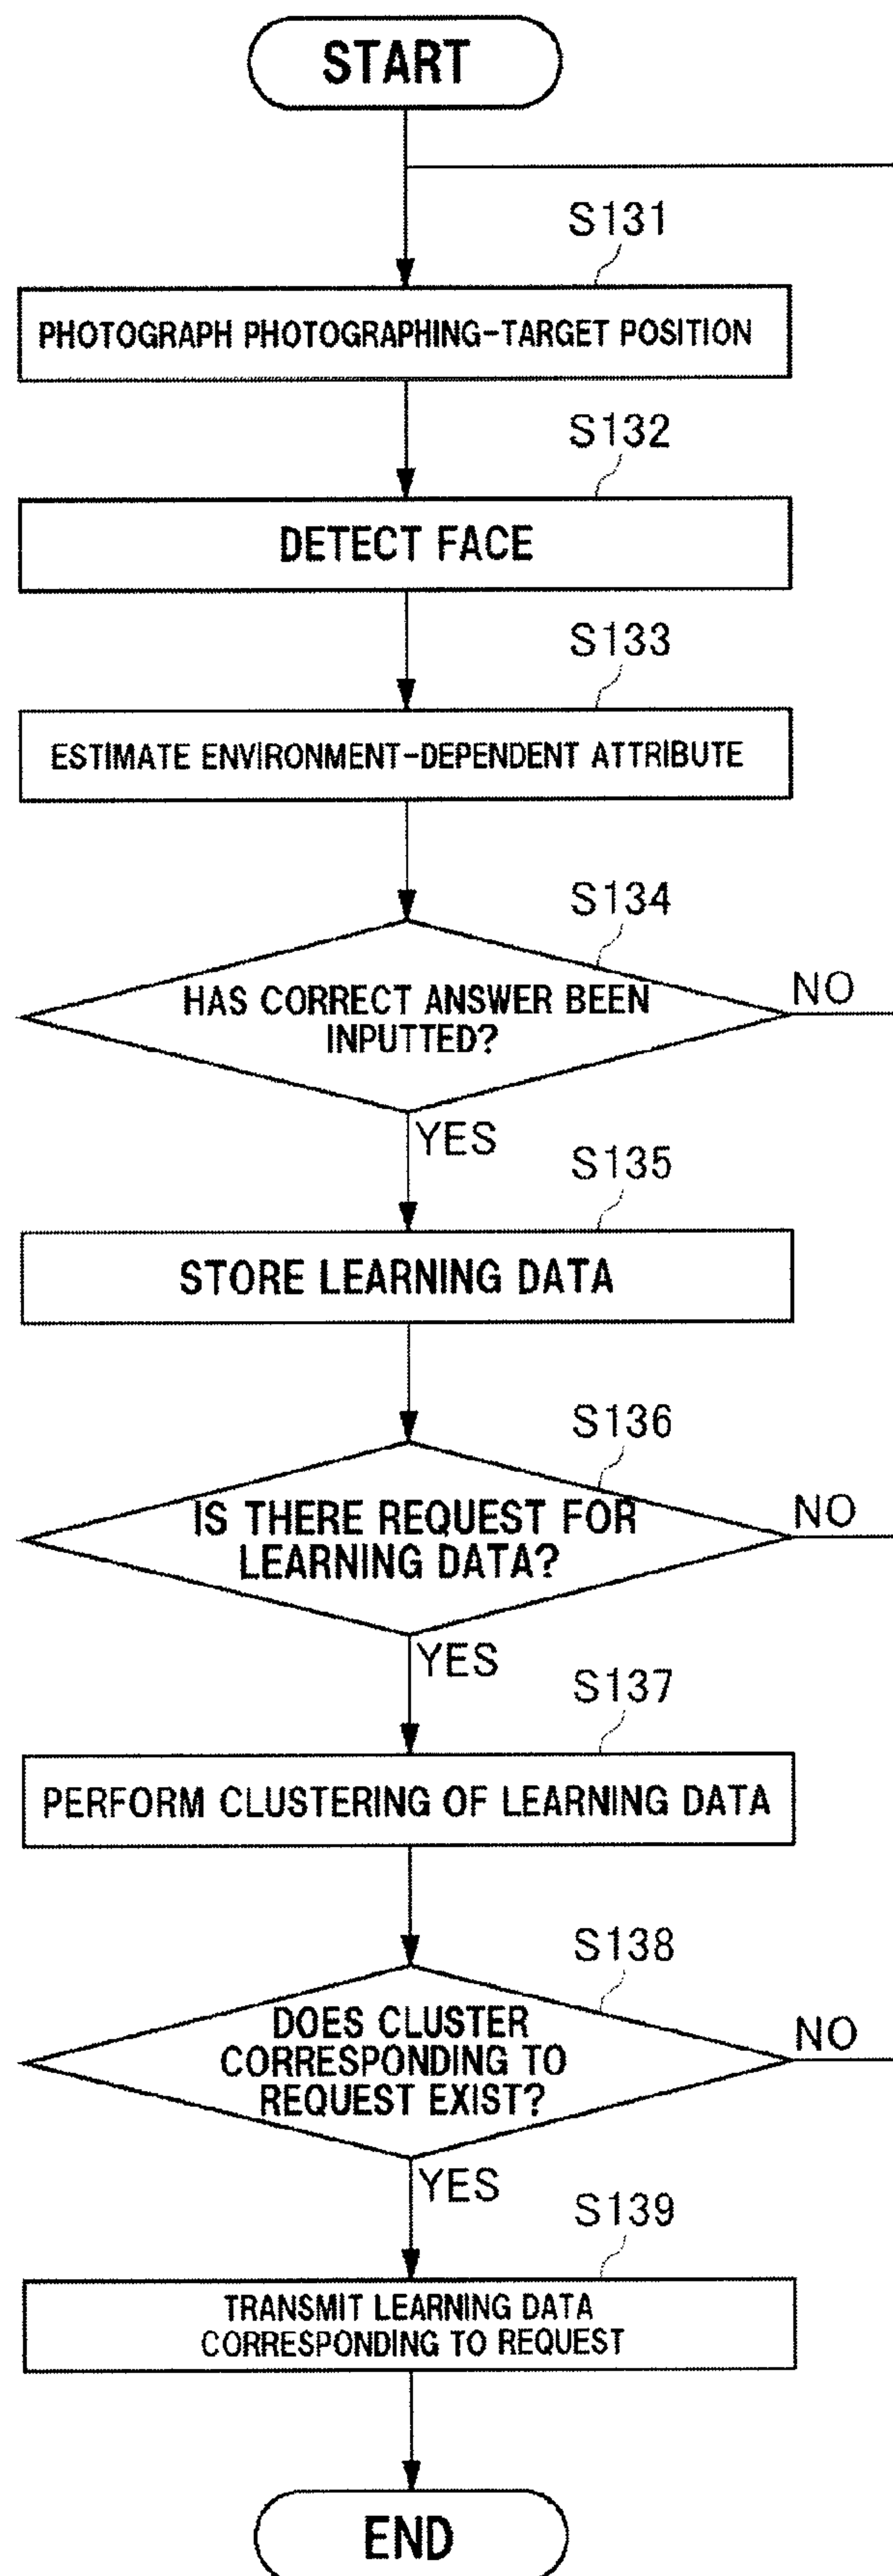 START
S131
PHOTOGRAPH PHOTOGRAPHING-TARGET POSITION
S132
DETECT FACE
S133
ESTIMATE ENVIRONMENT-DEPENDENT ATTRIBUTE
S134
HAS CORRECT ANSWER BEEN
INPUTTED?
NO
YES
S135
STORE LEARNING DATA
S136
IS THERE REQUEST FOR
LEARNING DATA?
NO
YES
S137
PERFORM CLUSTERING OF LEARNING DATA
S138
DOES CLUSTER
CORRESPONDING TO
REQUEST EXIST?
NO
YES
S139
TRANSMIT LEARNING DATA
CORRESPONDING TO REQUEST
END